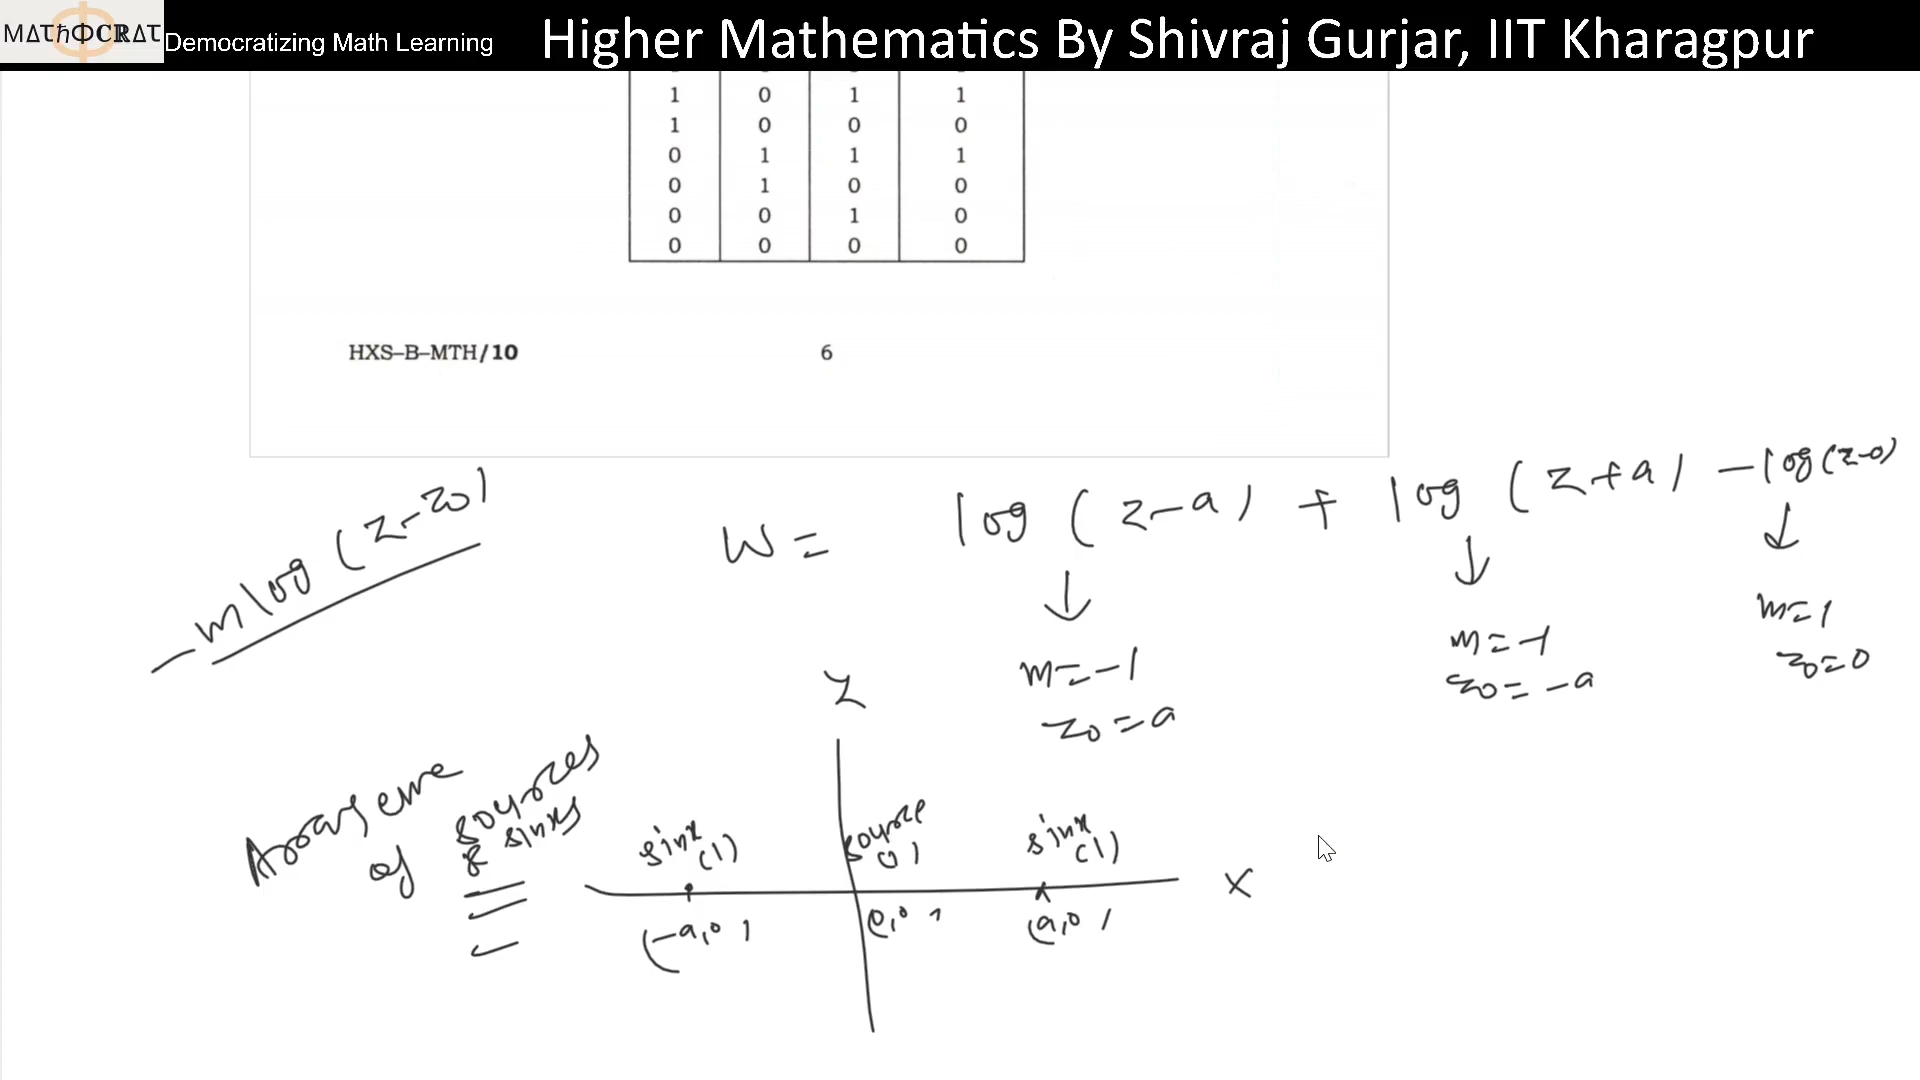 MΔTħΦCRΔT Democratizing Math Learning Higher Mathematics By Shivraj Gurjar, IIT Kharagpur
1 0 1 1
1 0 0 0
0 1 1 1
0 1 0 0
0 0 1 0
0 0 0 0
HXS–B–MTH/10 6
–m log (z–z0)
W = log (z–a) + log (z+a) – log(z–0)
m=–1
z0=a
m=–1
z0=–a
m=1
z0=0
of sources
& sinks
sink
(1)
source
(1)
sink
(1)
X
(–a,0)
(0,0)
(a,0)